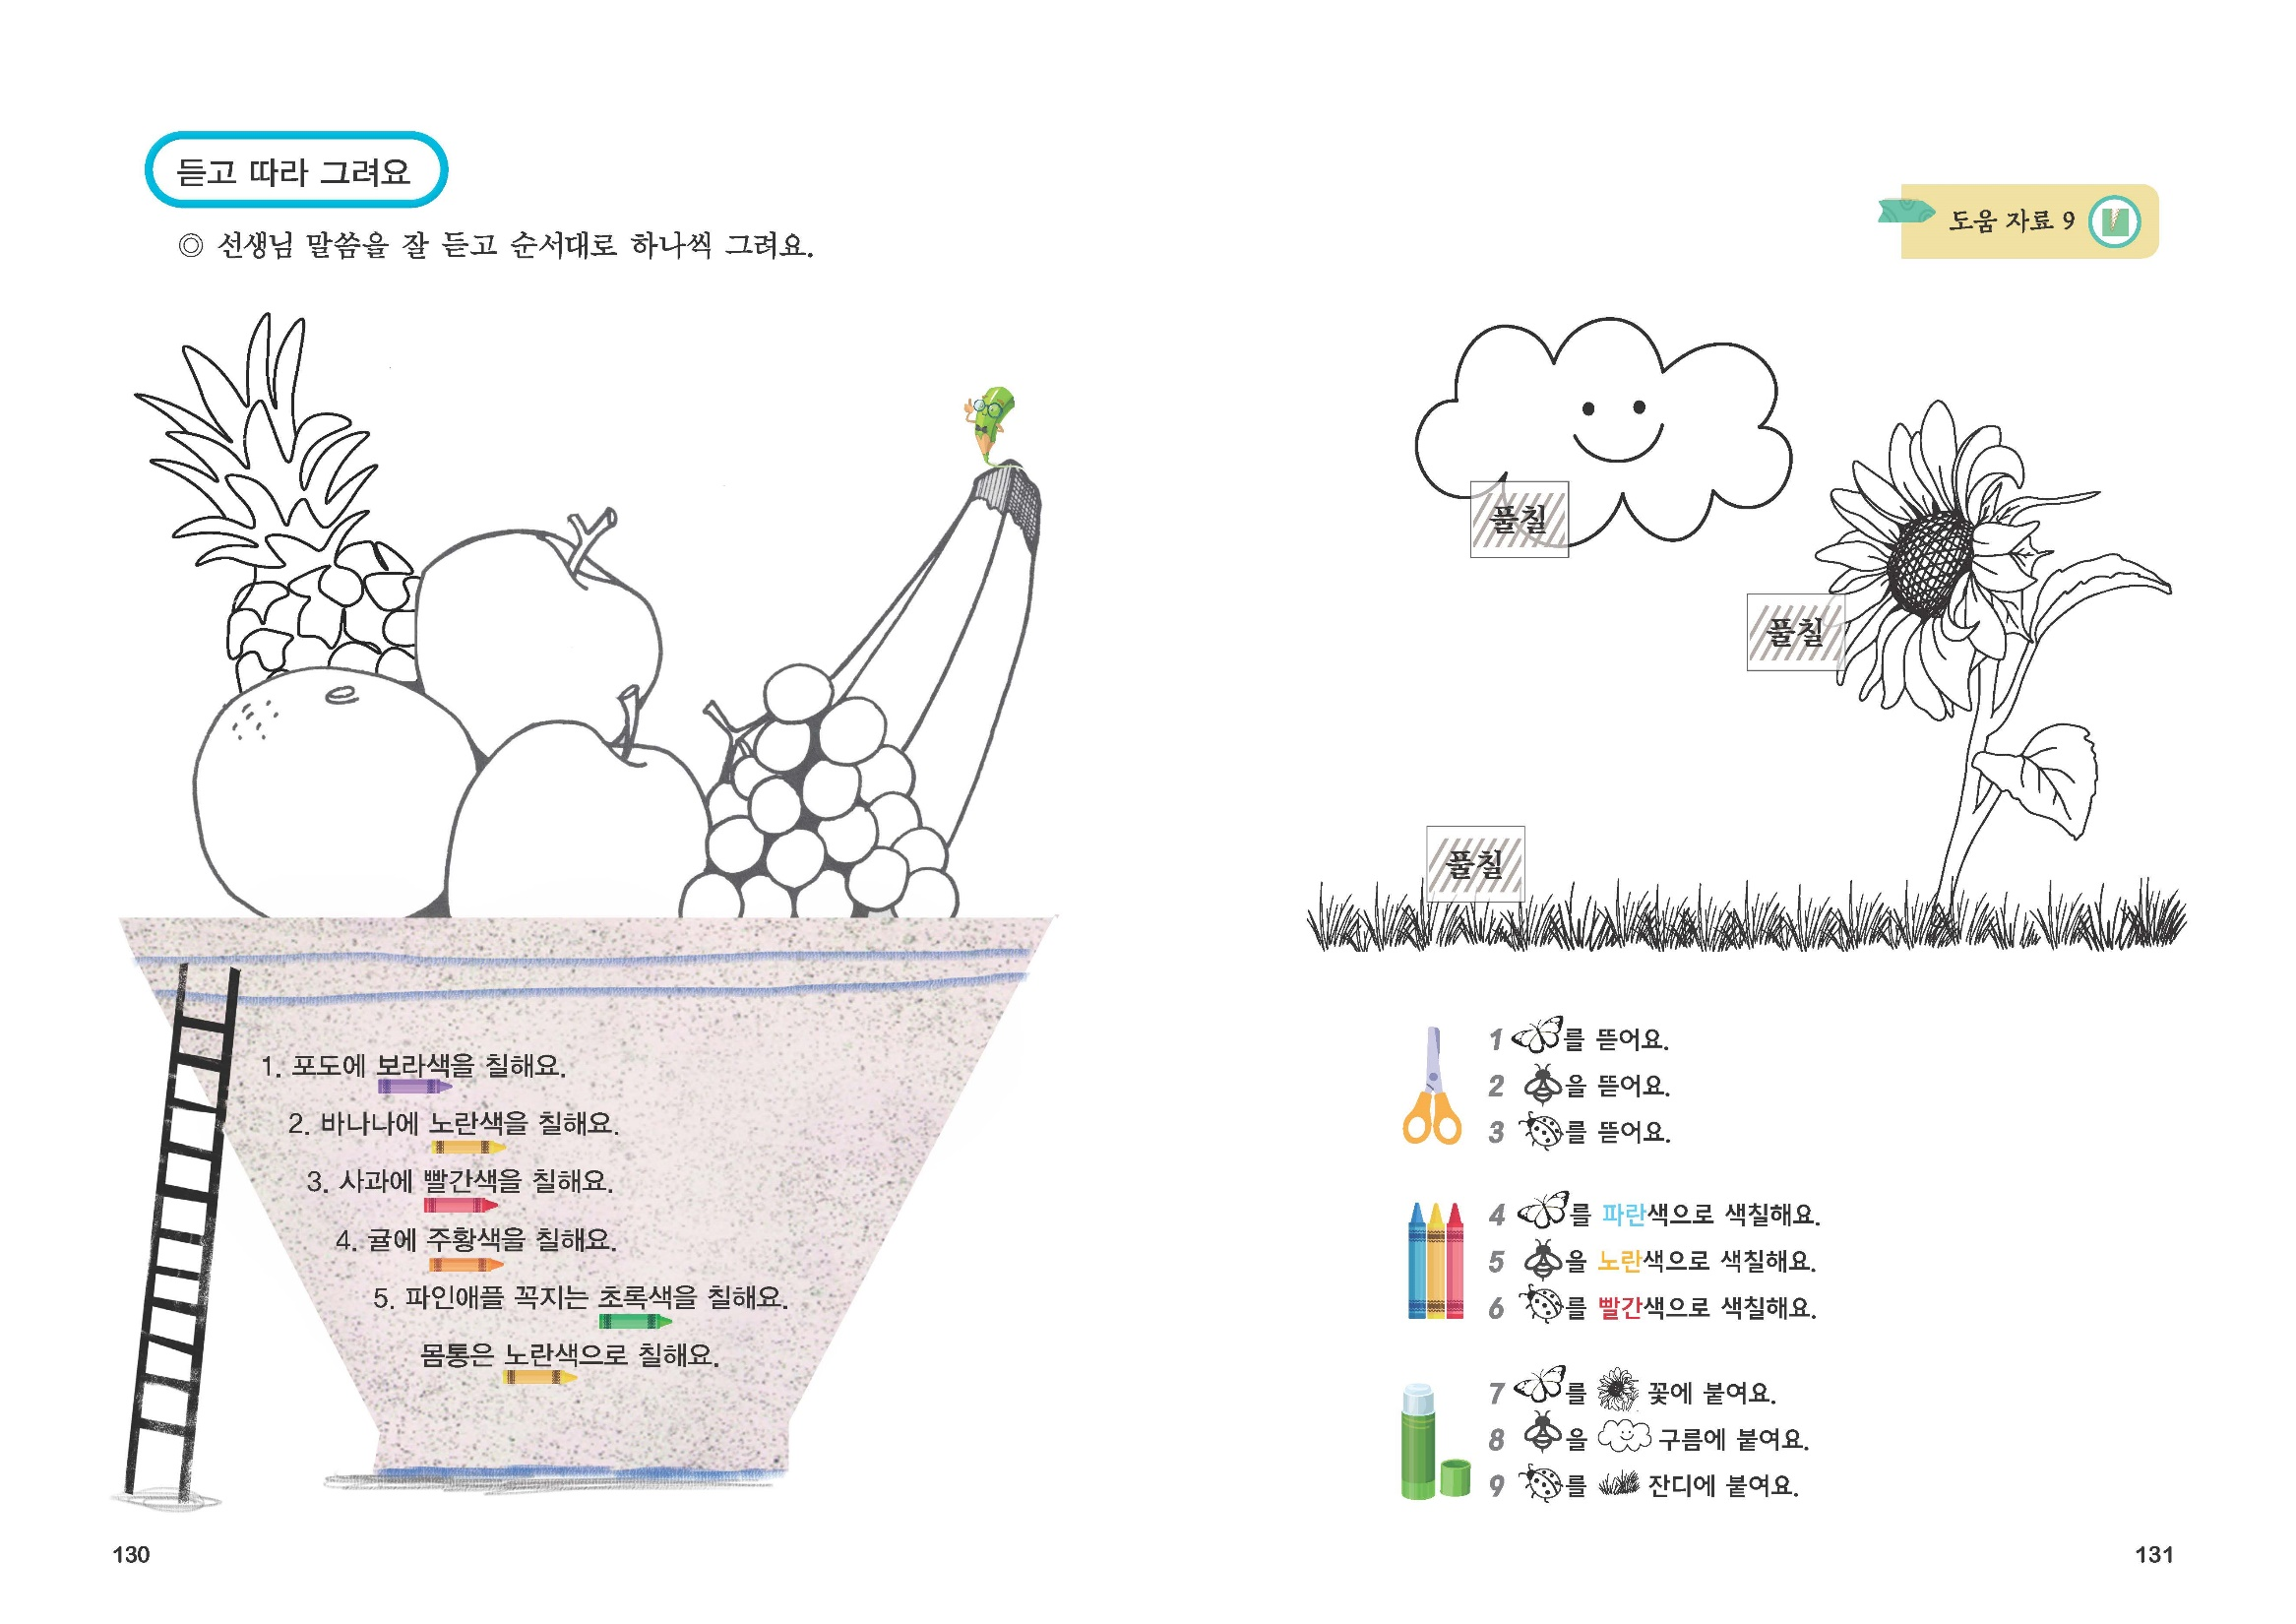 듣고 따라 그려요
◎ 선생님 말씀을 잘 듣고 순서대로 하나씩 그려요.
1. 포도에 보라색을 칠해요.
2. 바나나에 노란색을 칠해요.
3. 사과에 빨간색을 칠해요.
4. 귤에 주황색을 칠해요.
5. 파인애플 꼭지는 초록색을 칠해요.
몸통은 노란색으로 칠해요.
130
도움 자료 9
풀칠
풀칠
풀칠
1 를 뜯어요.
2 을 뜯어요.
3 를 뜯어요.
4 를 파란색으로 색칠해요.
5 을 노란색으로 색칠해요.
6 를 빨간색으로 색칠해요.
7 를 꽃에 붙여요.
8 을 구름에 붙여요.
9 를 잔디에 붙여요.
131